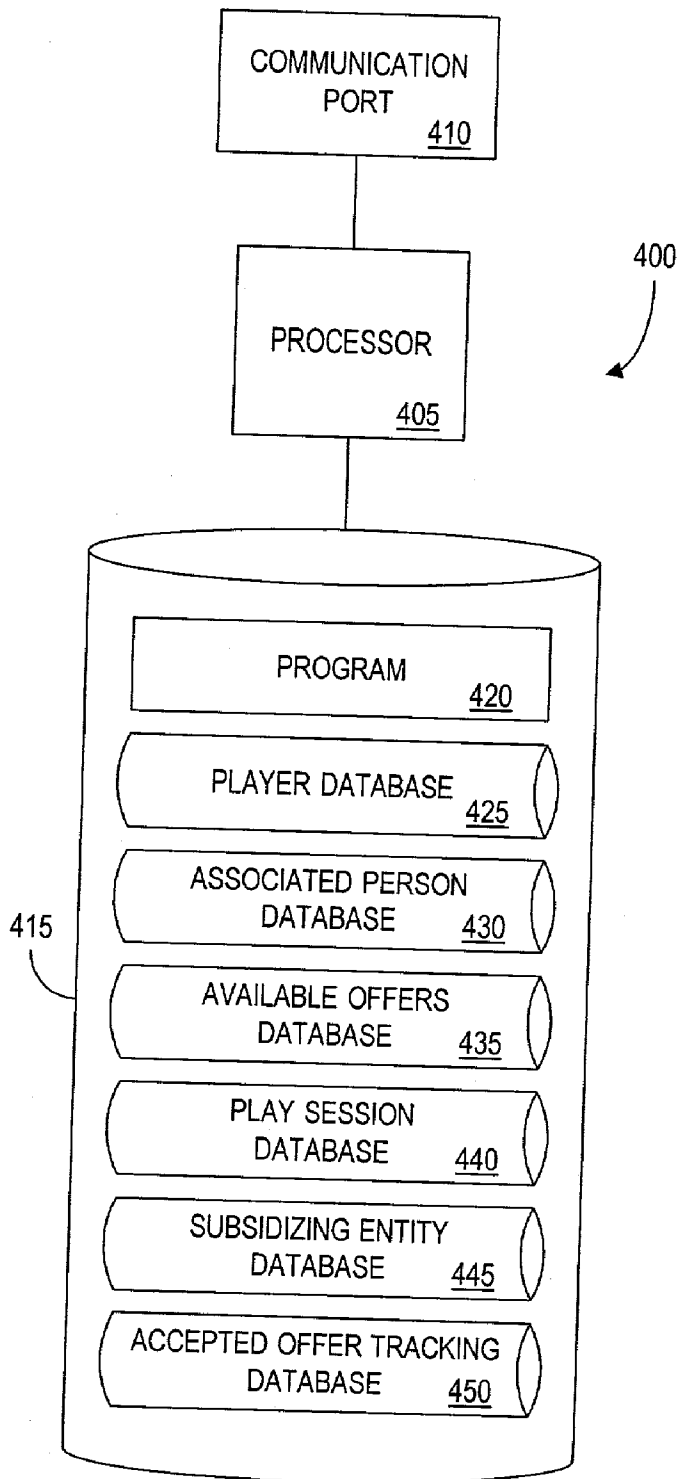 COMMUNICATION
PORT
410
400
PROCESSOR
405
PROGRAM
420
PLAYER DATABASE
425
ASSOCIATED PERSON
DATABASE
430
415
AVAILABLE OFFERS
DATABASE
435
PLAY SESSION
DATABASE
440
SUBSIDIZING ENTITY
DATABASE
445
ACCEPTED OFFER TRACKING
DATABASE
450